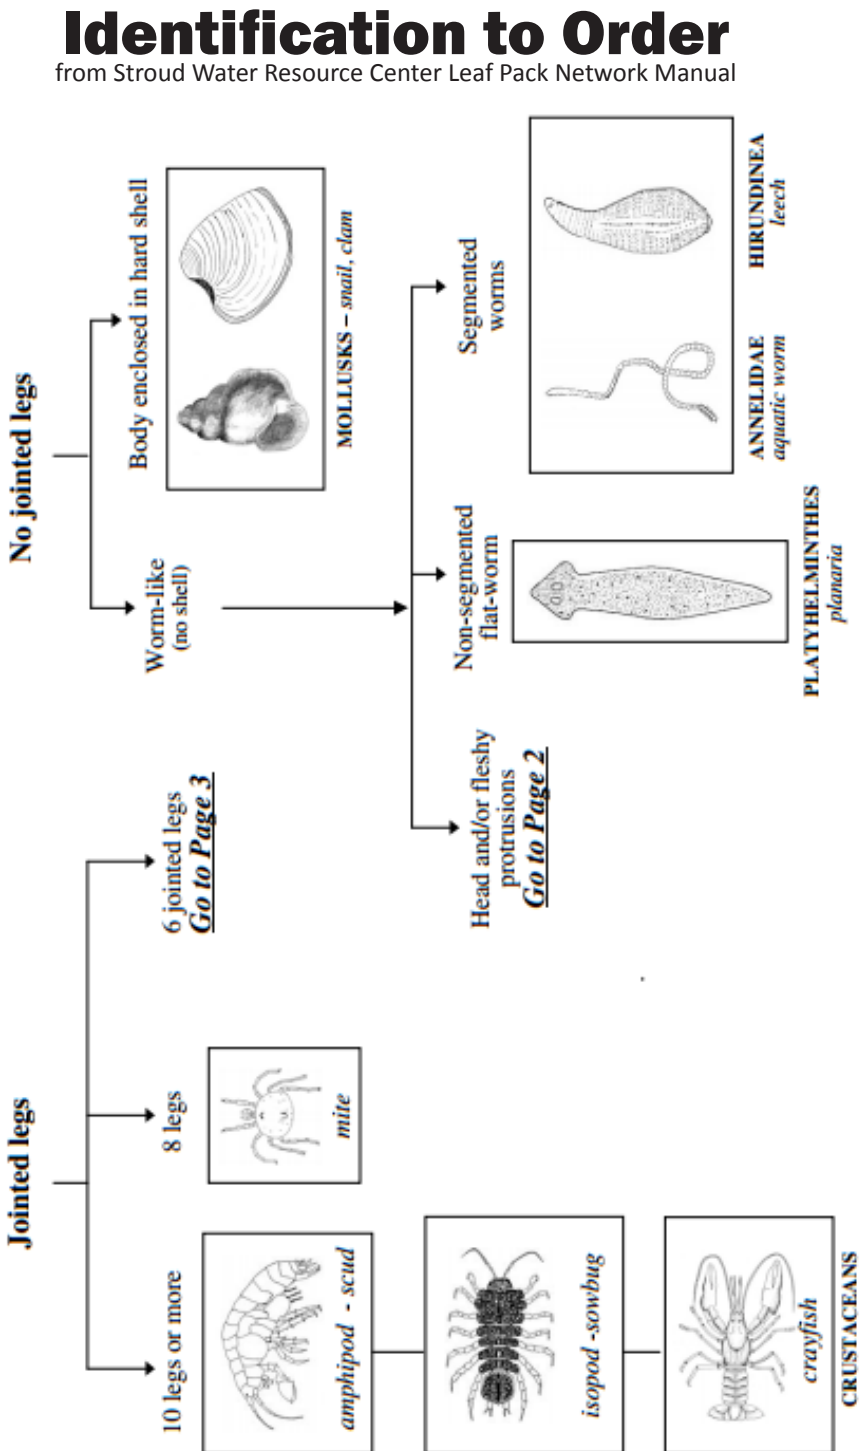 Identification to Order
from Stroud Water Resource Center Leaf Pack Network Manual
Jointed legs
10 legs or more
amphipod - scud
isopod -sowbug
crayfish
CRUSTACEANS
8 legs
mite
6 jointed legs
Go to Page 3
No jointed legs
Worm-like
(no shell)
Body enclosed in hard shell
MOLLUSKS – snail, clam
Head and/or fleshy
protrusions
Go to Page 2
Non-segmented
flat-worm
PLATYHELMINTHES
planaria
Segmented
worms
ANNELIDAE
aquatic worm
HIRUNDINEA
leech